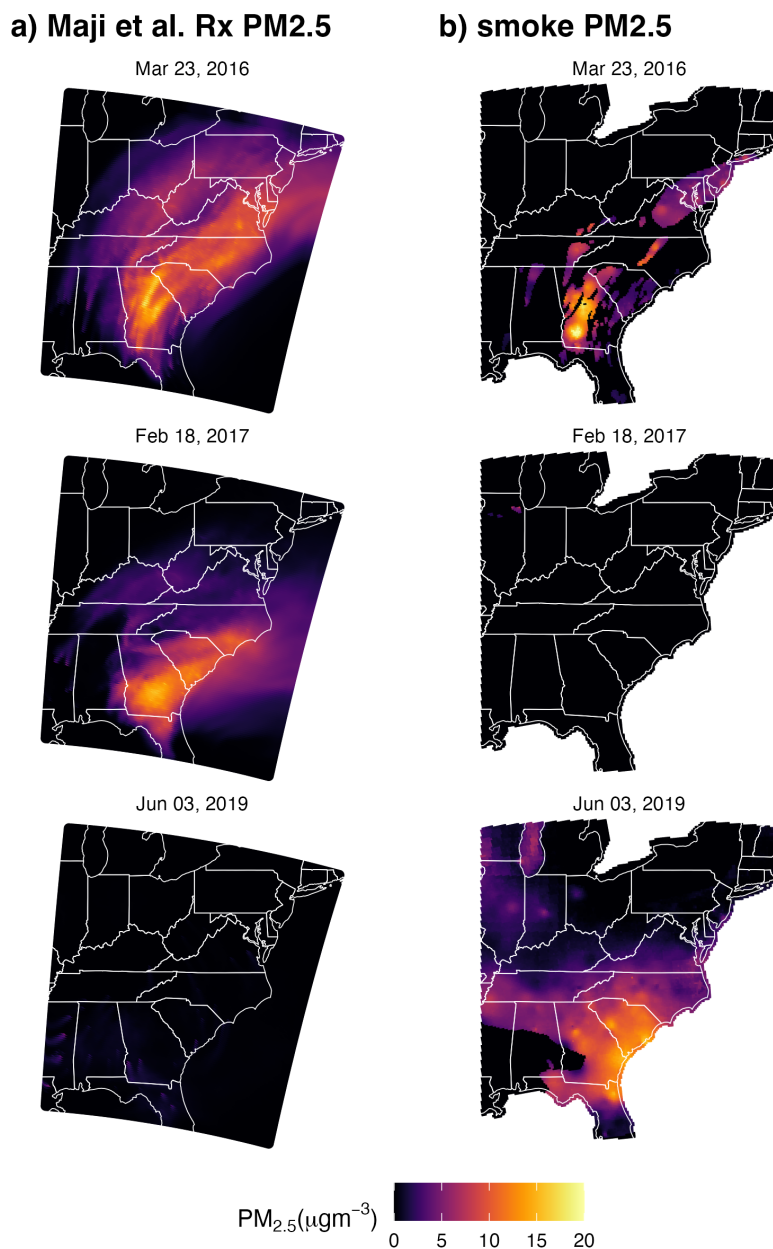 a) Maji et al. Rx PM2.5
b) smoke PM2.5
Mar 23, 2016
Mar 23, 2016
Feb 18, 2017
Feb 18, 2017
Jun 03, 2019
Jun 03, 2019
PM₂.₅(μgm⁻³)
0 5 10 15 20